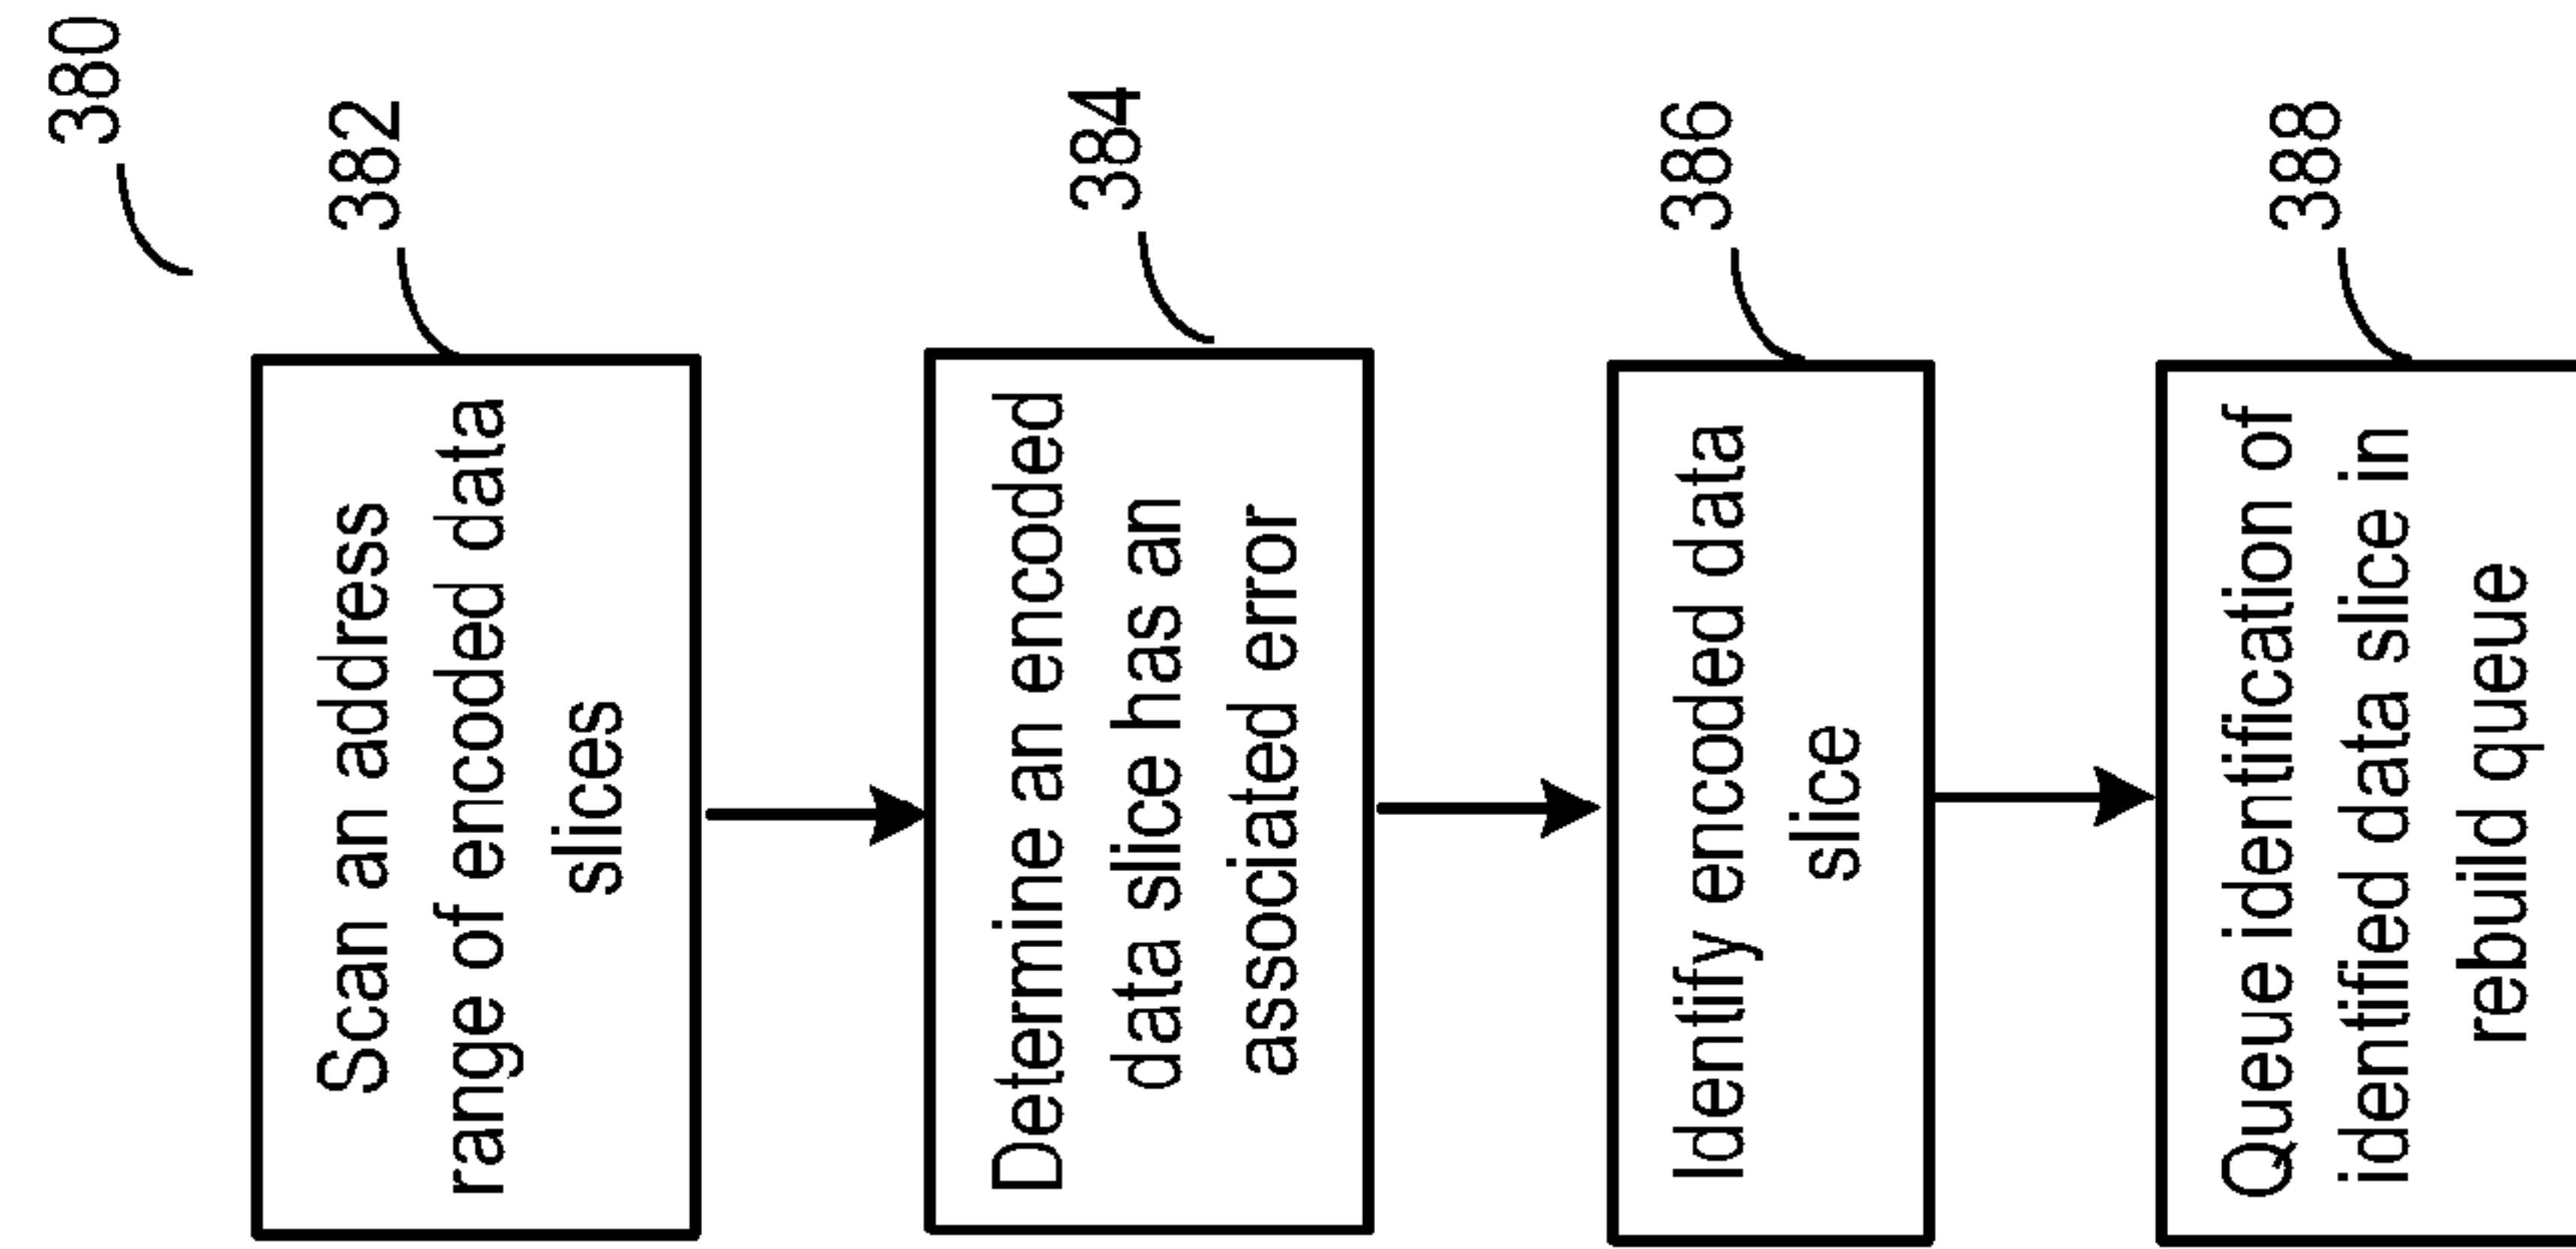 380
382
Scan an address
range of encoded data
slices
384
Determine an encoded
data slice has an
associated error
386
Identify encoded data
slice
388
Queue identification of
identified data slice in
rebuild queue